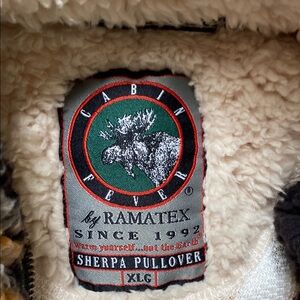 CABIN
FEVER
®
by RAMATEX
SINCE 1992
warm yourself...not the earth
SHERPA PULLOVER
XLG